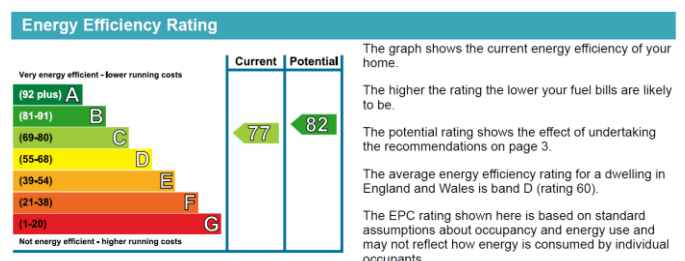 Energy Efficiency Rating
Current Potential
Very energy efficient - lower running costs
(92 plus) A
(81-91) B
(69-80) C
(55-68) D
(39-54) E
(21-38) F
(1-20) G
Not energy efficient - higher running costs
77
82
The graph shows the current energy efficiency of your
home.
The higher the rating the lower your fuel bills are likely
to be.
The potential rating shows the effect of undertaking
the recommendations on page 3.
The average energy efficiency rating for a dwelling in
England and Wales is band D (rating 60).
The EPC rating shown here is based on standard
assumptions about occupancy and energy use and
may not reflect how energy is consumed by individual
occupants.